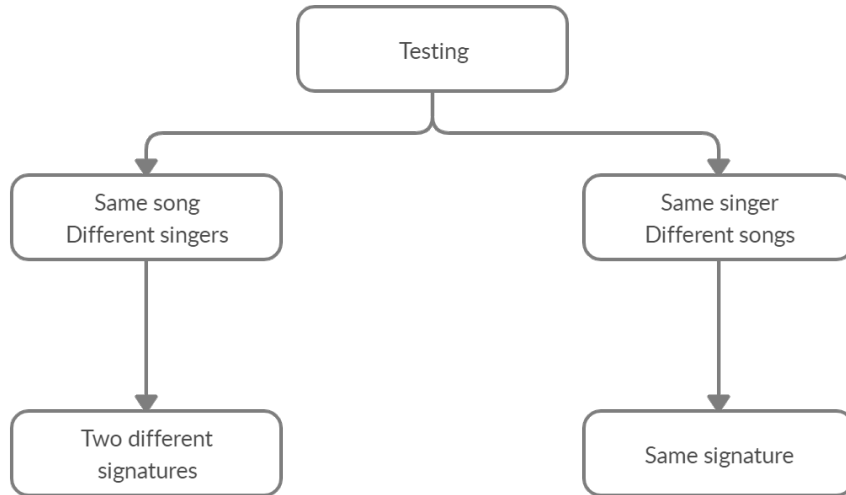 Testing
Same song
Different singers
Same singer
Different songs
Two different
signatures
Same signature